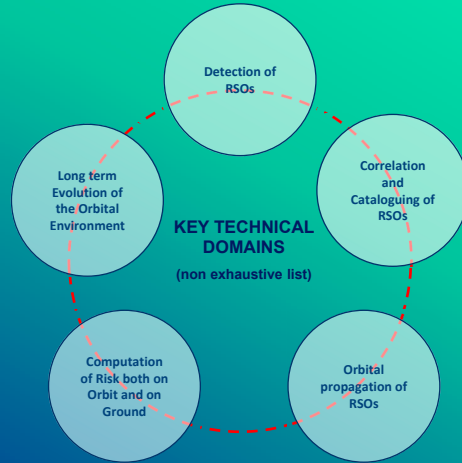 Detection of
RSOs
Correlation
and
Cataloguing of
RSOs
Long term
Evolution of
the Orbital
Environment
KEY TECHNICAL
DOMAINS
(non exhaustive list)
Computation
of Risk both on
Orbit and on
Ground
Orbital
propagation of
RSOs